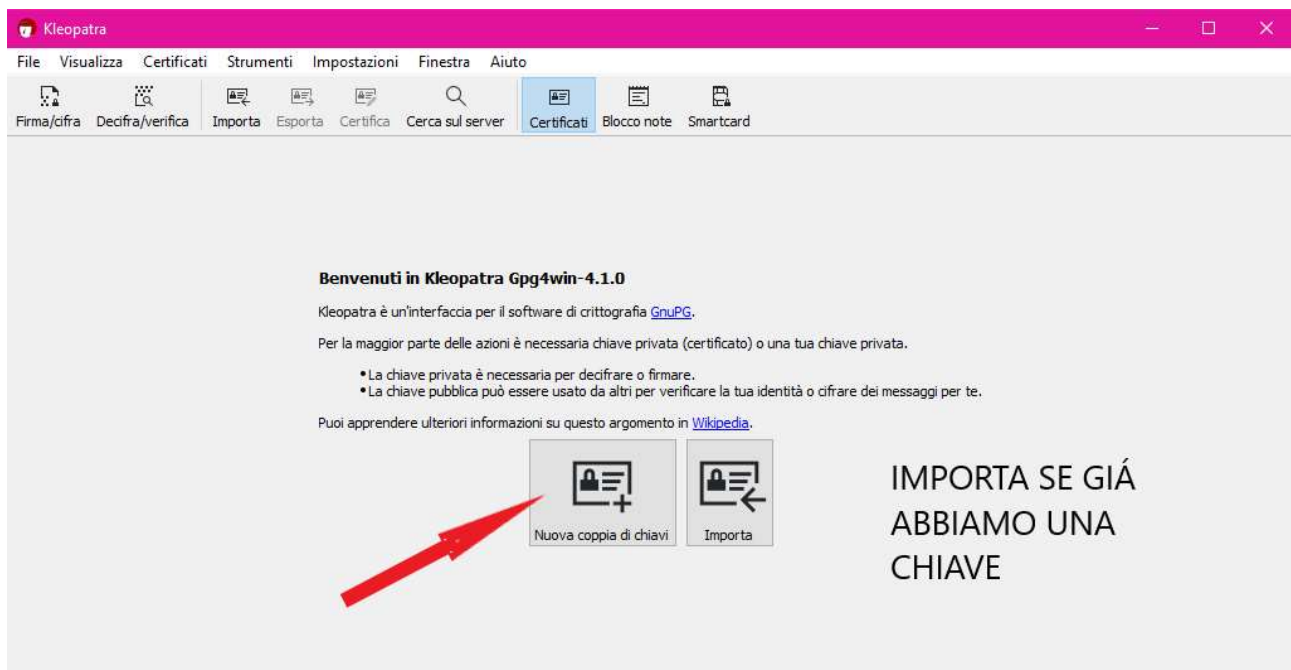 Kleopatra
File Visualizza Certificati Strumenti Impostazioni Finestra Aiuto
Firma/cifra Decifra/verifica Importa Esporta Certifica Cerca sul server Certificati Blocco note Smartcard
Benvenuti in Kleopatra Gpg4win-4.1.0
Kleopatra è un'interfaccia per il software di crittografia GnuPG.
Per la maggior parte delle azioni è necessaria chiave privata (certificato) o una tua chiave privata.
•La chiave privata è necessaria per decifrare o firmare.
•La chiave pubblica può essere usato da altri per verificare la tua identità o cifrare dei messaggi per te.
Puoi apprendere ulteriori informazioni su questo argomento in Wikipedia.
Nuova coppia di chiavi Importa
IMPORTA SE GIÁ
ABBIAMO UNA
CHIAVE